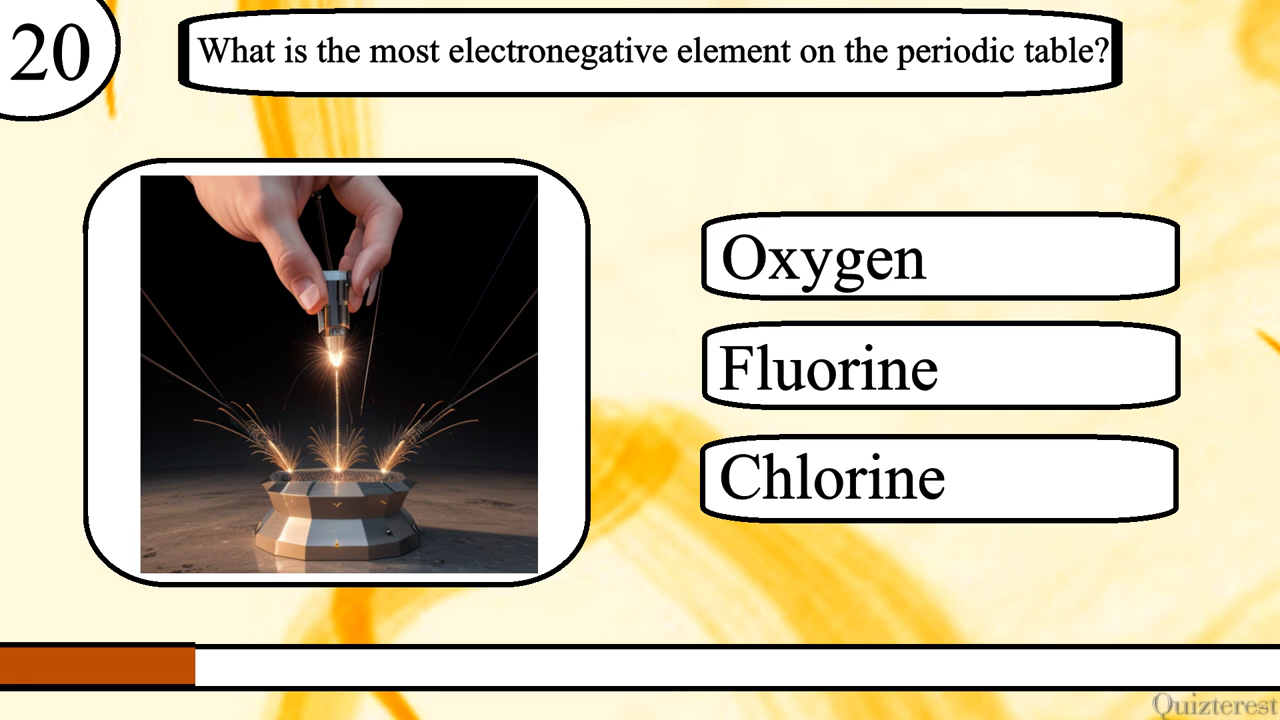 20
What is the most electronegative element on the periodic table?
Oxygen
Fluorine
Chlorine
Quizterest